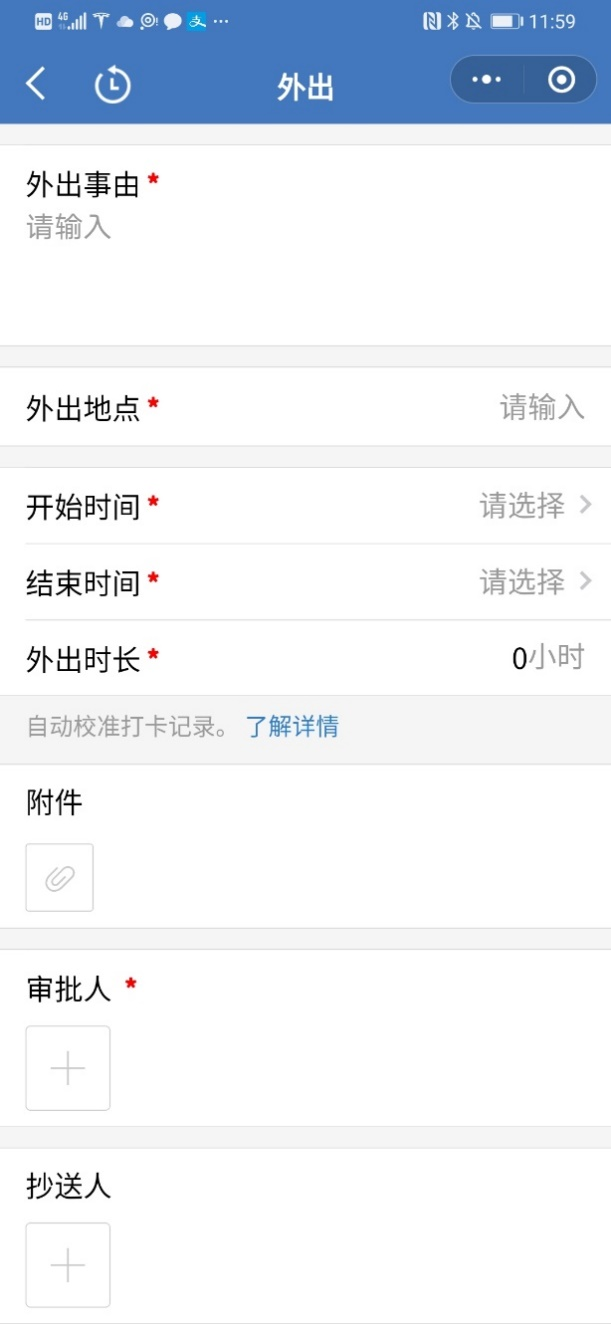 HD 4G 支 11:59
外出
外出事由 *
请输入
外出地点 * 请输入
开始时间 * 请选择
结束时间 * 请选择
外出时长 * 0小时
自动校准打卡记录。 了解详情
附件
审批人 *
抄送人